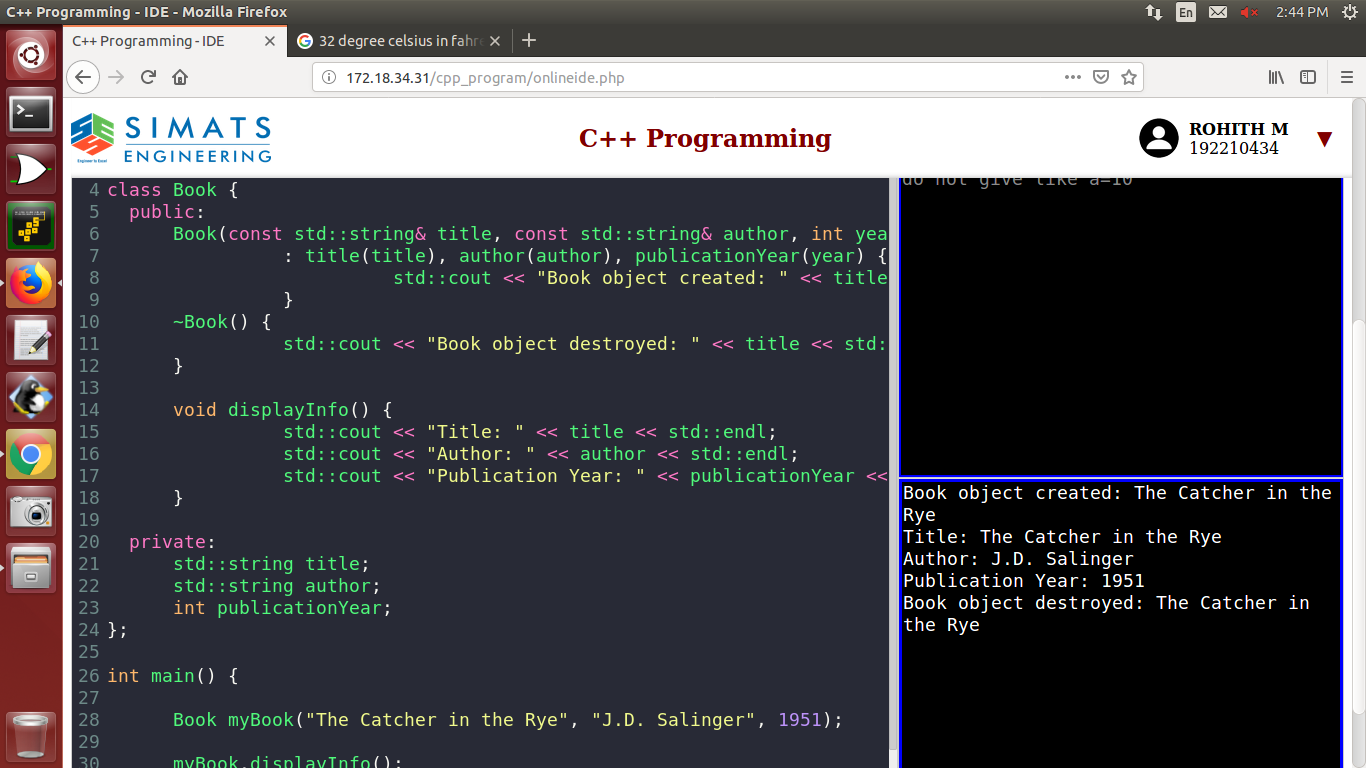 C++ Programming - IDE - Mozilla Firefox
En
2:44 PM
C++ Programming - IDE
32 degree celsius in fahre
172.18.34.31/cpp_program/onlineide.php
SIMATS
ENGINEERING
Engineer to Excel
C++ Programming
ROHITH M
192210434
4 class Book {
5 public:
6 Book(const std::string& title, const std::string& author, int yea
7 : title(title), author(author), publicationYear(year) {
8 std::cout << "Book object created: " << title
9 }
10 ~Book() {
11 std::cout << "Book object destroyed: " << title << std:
12 }
13
14 void displayInfo() {
15 std::cout << "Title: " << title << std::endl;
16 std::cout << "Author: " << author << std::endl;
17 std::cout << "Publication Year: " << publicationYear <<
18 }
19
20 private:
21 std::string title;
22 std::string author;
23 int publicationYear;
24 };
25
26 int main() {
27
28 Book myBook("The Catcher in the Rye", "J.D. Salinger", 1951);
29
30 myBook.displayInfo();
do not give like a=10
Book object created: The Catcher in the
Rye
Title: The Catcher in the Rye
Author: J.D. Salinger
Publication Year: 1951
Book object destroyed: The Catcher in
the Rye